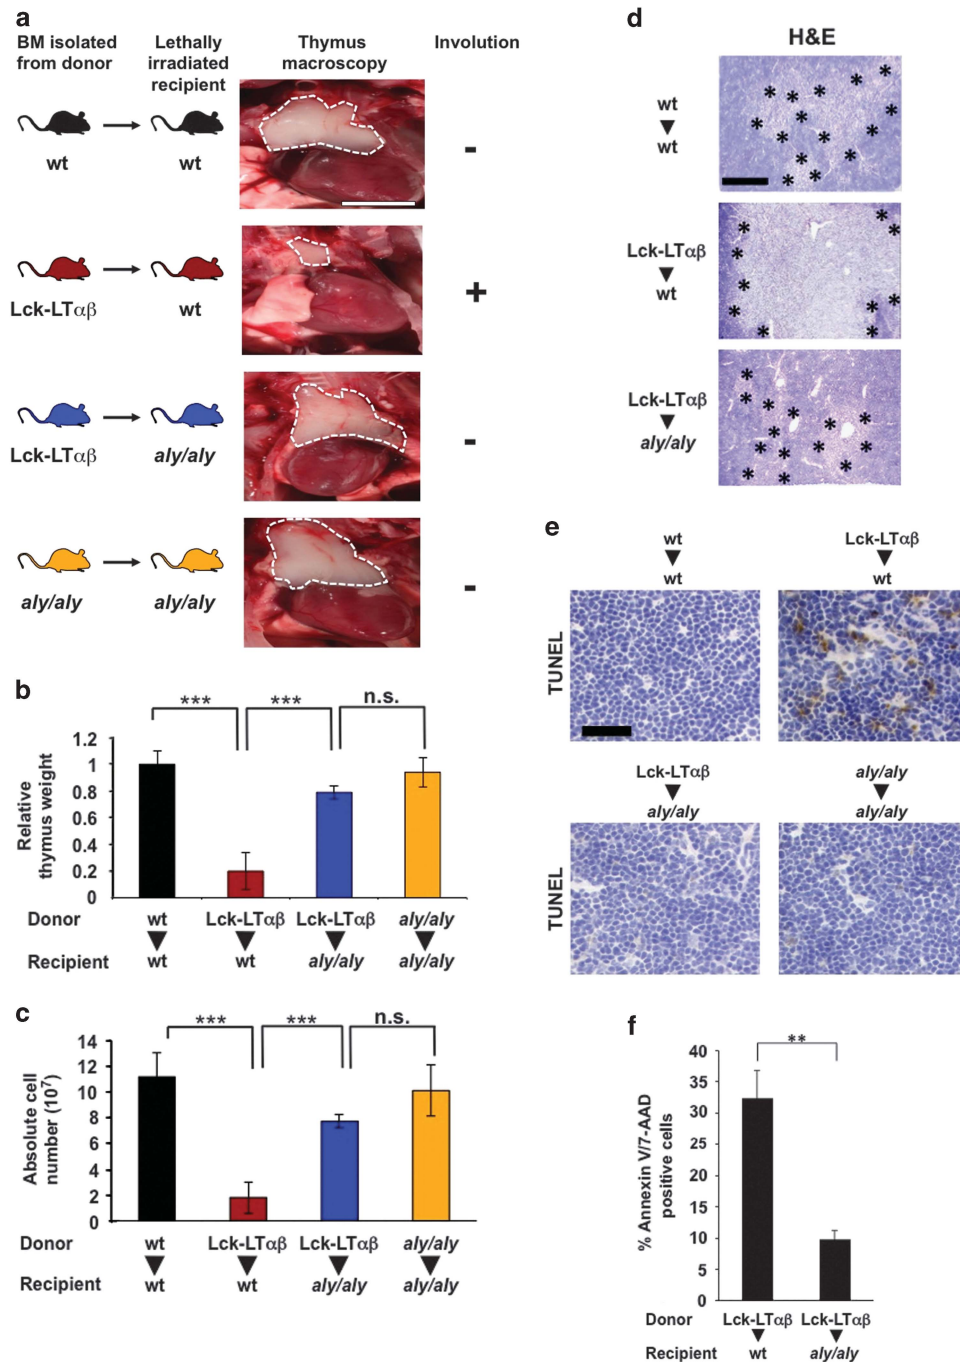 a
BM isolated from donor
Lethally irradiated recipient
Thymus macroscopy
Involution
wt
wt
-
Lck-LTαβ
wt
+
Lck-LTαβ
aly/aly
-
aly/aly
aly/aly
-
b
***
***
n.s.
Relative thymus weight
1.2
1
0.8
0.6
0.4
0.2
0
Donor
wt
Lck-LTαβ
Lck-LTαβ
aly/aly
Recipient
wt
wt
aly/aly
aly/aly
c
***
***
n.s.
Absolute cell number (10⁷)
14
12
10
8
6
4
2
0
Donor
wt
Lck-LTαβ
Lck-LTαβ
aly/aly
Recipient
wt
wt
aly/aly
aly/aly
d
H&E
wt
wt
Lck-LTαβ
wt
Lck-LTαβ
aly/aly
e
wt
wt
Lck-LTαβ
wt
TUNEL
Lck-LTαβ
aly/aly
aly/aly
aly/aly
TUNEL
f
**
% Annexin V/7-AAD positive cells
40
35
30
25
20
15
10
5
0
Donor
Lck-LTαβ
Lck-LTαβ
Recipient
wt
aly/aly